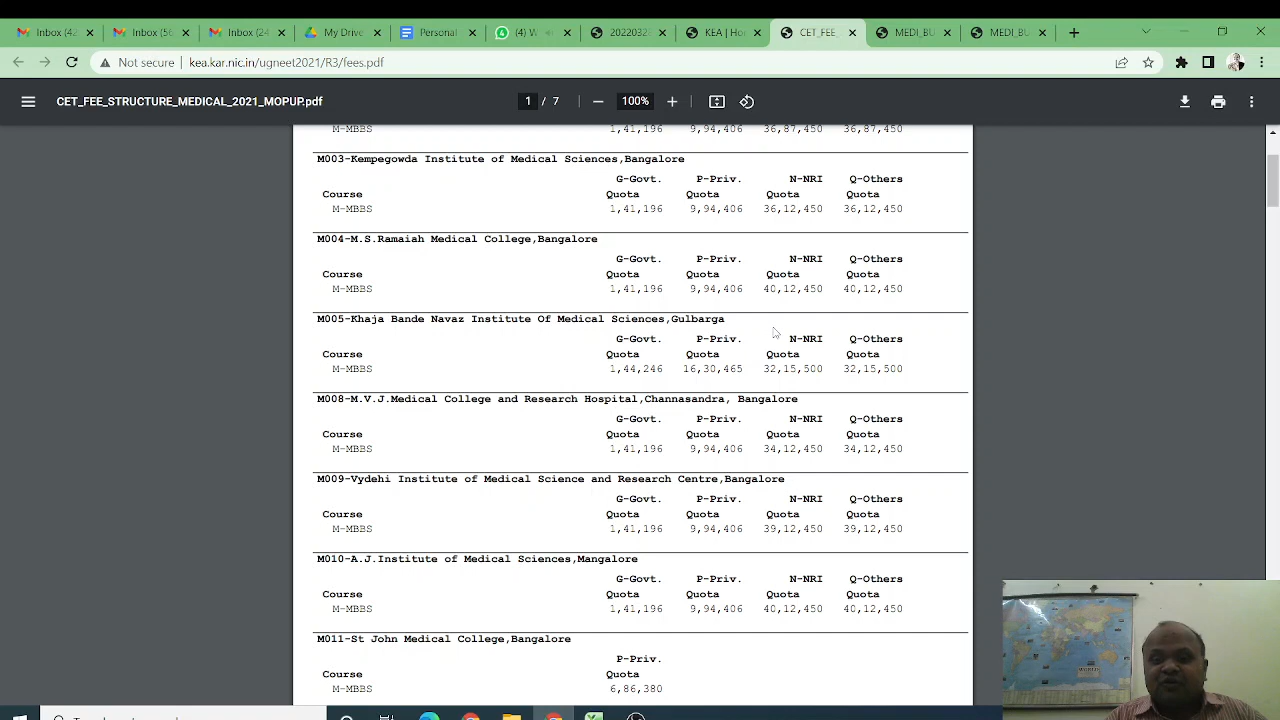 Inbox (42
Inbox (56
Inbox (24
My Drive
Personal
(4) W
20220328
KEA | Hor
CET_FEE_
MEDI_BU
MEDI_BU
Not secure
kea.kar.nic.in/ugneet2021/R3/fees.pdf
CET_FEE_STRUCTURE_MEDICAL_2021_MOPUP.pdf
1 / 7
100%
M-MBBS 1,41,196 9,94,406 36,87,450 36,87,450
M003-Kempegowda Institute of Medical Sciences,Bangalore
G-Govt. P-Priv. N-NRI Q-Others
Course Quota Quota Quota Quota
M-MBBS 1,41,196 9,94,406 36,12,450 36,12,450
M004-M.S.Ramaiah Medical College,Bangalore
G-Govt. P-Priv. N-NRI Q-Others
Course Quota Quota Quota Quota
M-MBBS 1,41,196 9,94,406 40,12,450 40,12,450
M005-Khaja Bande Navaz Institute Of Medical Sciences,Gulbarga
G-Govt. P-Priv. N-NRI Q-Others
Course Quota Quota Quota Quota
M-MBBS 1,44,246 16,30,465 32,15,500 32,15,500
M008-M.V.J.Medical College and Research Hospital,Channasandra, Bangalore
G-Govt. P-Priv. N-NRI Q-Others
Course Quota Quota Quota Quota
M-MBBS 1,41,196 9,94,406 34,12,450 34,12,450
M009-Vydehi Institute of Medical Science and Research Centre,Bangalore
G-Govt. P-Priv. N-NRI Q-Others
Course Quota Quota Quota Quota
M-MBBS 1,41,196 9,94,406 39,12,450 39,12,450
M010-A.J.Institute of Medical Sciences,Mangalore
G-Govt. P-Priv. N-NRI Q-Others
Course Quota Quota Quota Quota
M-MBBS 1,41,196 9,94,406 40,12,450 40,12,450
M011-St John Medical College,Bangalore
P-Priv.
Course Quota
M-MBBS 6,86,380
WORLD